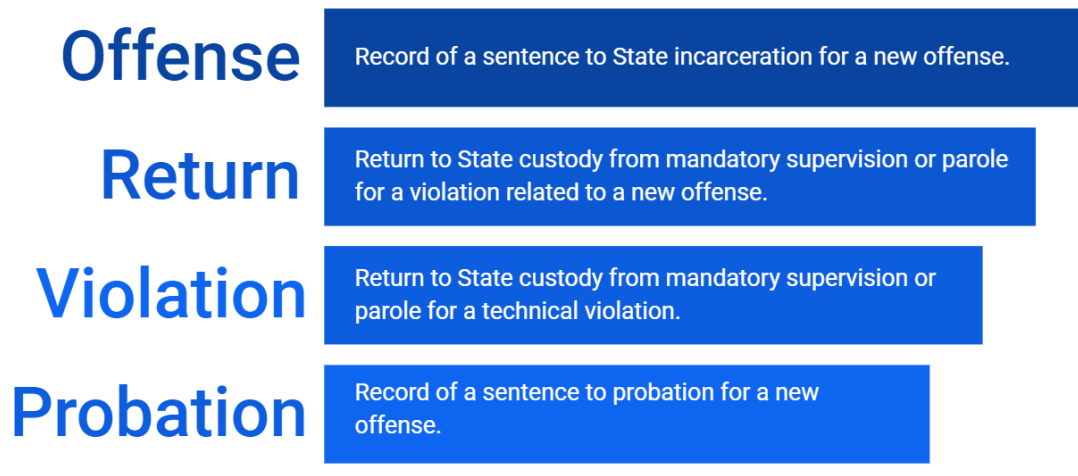 Offense
Record of a sentence to State incarceration for a new offense.
Return
Return to State custody from mandatory supervision or parole
for a violation related to a new offense.
Violation
Return to State custody from mandatory supervision or
parole for a technical violation.
Probation
Record of a sentence to probation for a new
offense.